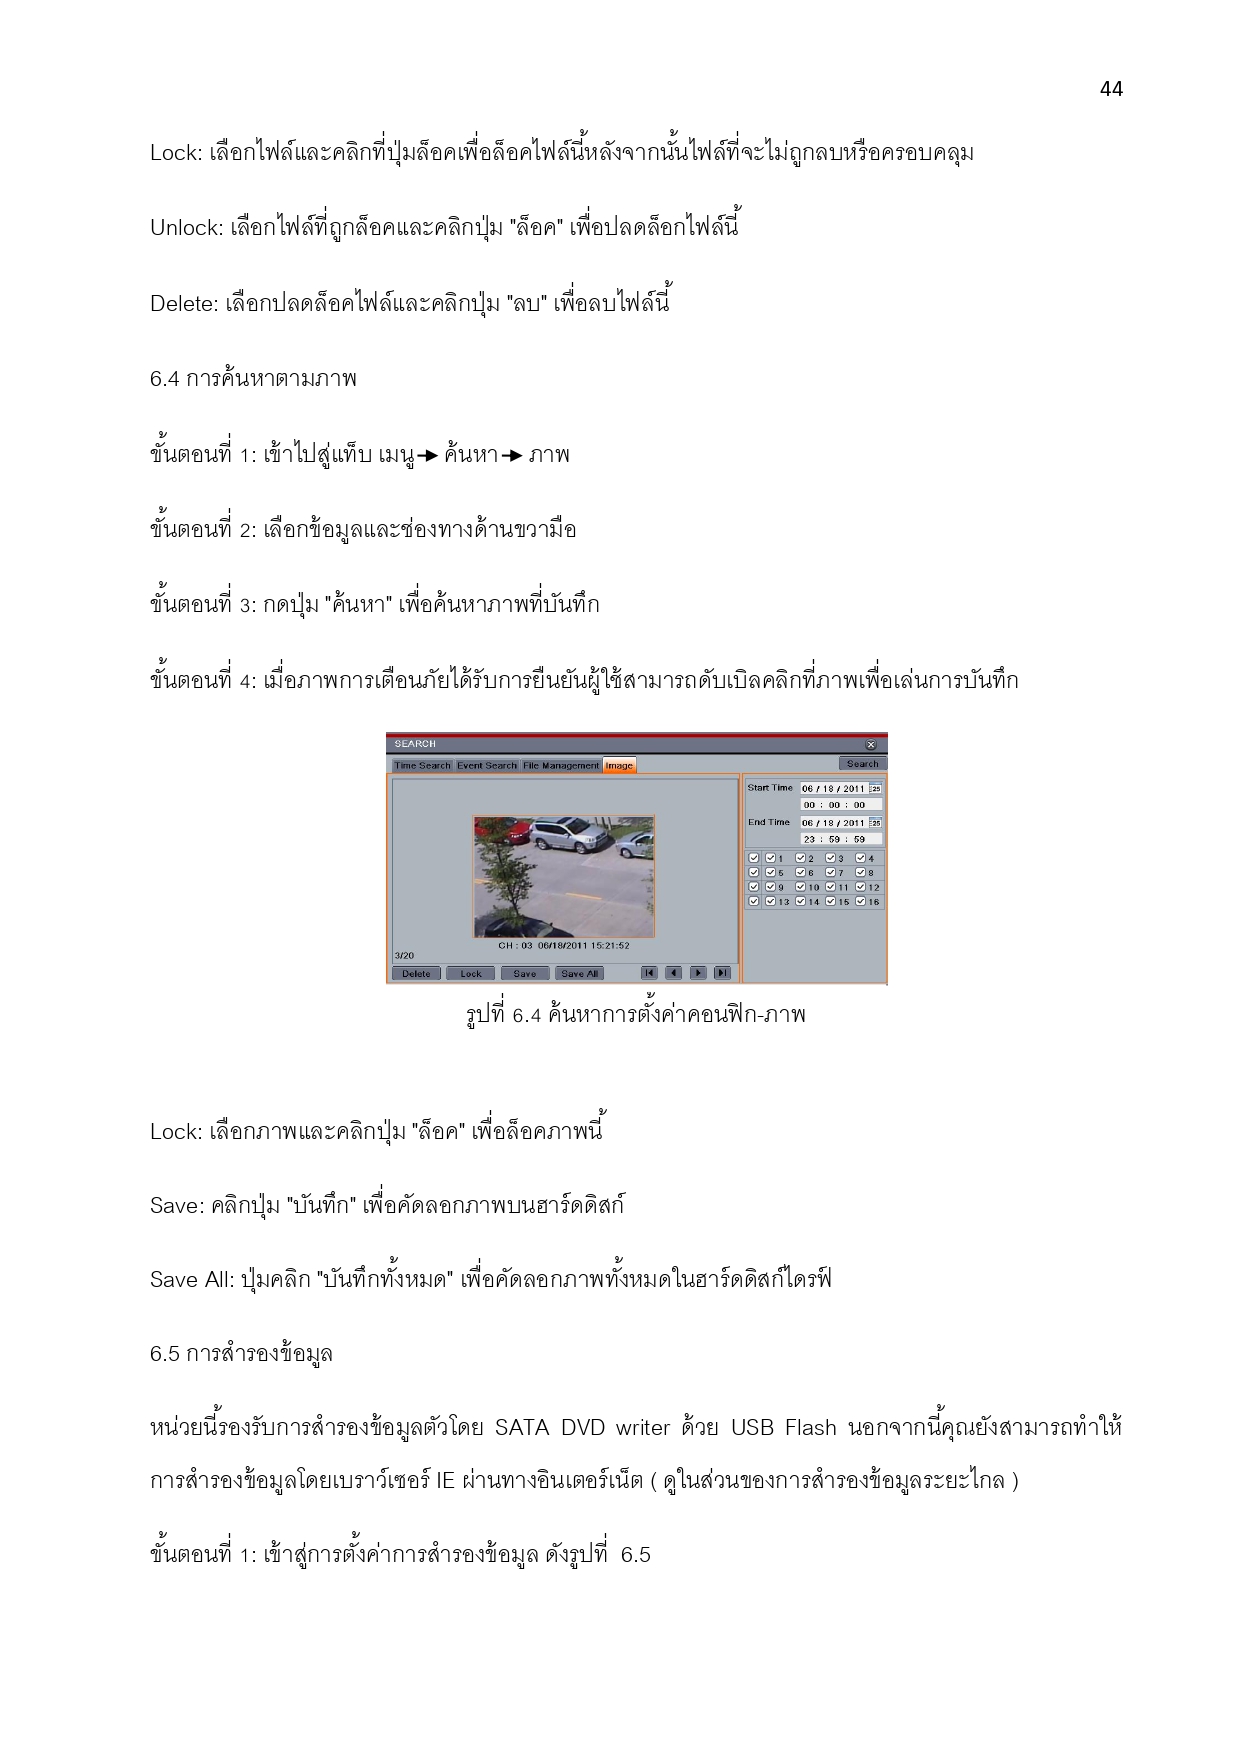 44
Lock: เลือกไฟล์และคลิกที่ปุ่มล็อคเพื่อล็อคไฟล์นี้หลังจากนั้นไฟล์ที่จะไม่ถูกลบหรือครอบคลุม
Unlock: เลือกไฟล์ที่ถูกล็อคและคลิกปุ่ม "ล็อค" เพื่อปลดล็อกไฟล์นี้
Delete: เลือกปลดล็อคไฟล์และคลิกปุ่ม "ลบ" เพื่อลบไฟล์นี้
6.4 การค้นหาตามภาพ
ขั้นตอนที่ 1: เข้าไปสู่แท็บ เมนู→ ค้นหา→ ภาพ
ขั้นตอนที่ 2: เลือกข้อมูลและช่องทางด้านขวามือ
ขั้นตอนที่ 3: กดปุ่ม "ค้นหา" เพื่อค้นหาภาพที่บันทึก
ขั้นตอนที่ 4: เมื่อภาพการเตือนภัยได้รับการยืนยันผู้ใช้สามารถดับเบิลคลิกที่ภาพเพื่อเล่นการบันทึก
SEARCH
Time Search Event Search File Management Image Search
Start Time 06 / 18 / 2011 25
00 : 00 : 00
End Time 06 / 18 / 2011 25
23 : 59 : 59
1 2 3 4
5 6 7 8
9 10 11 12
13 14 15 16
CH : 03 06/18/2011 15:21:52
3/20
Delete Lock Save Save All
รูปที่ 6.4 ค้นหาการตั้งค่าคอนฟิก-ภาพ
Lock: เลือกภาพและคลิกปุ่ม "ล็อค" เพื่อล็อคภาพนี้
Save: คลิกปุ่ม "บันทึก" เพื่อคัดลอกภาพบนฮาร์ดดิสก์
Save All: ปุ่มคลิก "บันทึกทั้งหมด" เพื่อคัดลอกภาพทั้งหมดในฮาร์ดดิสก์ไดรฟ์
6.5 การสำรองข้อมูล
หน่วยนี้รองรับการสำรองข้อมูลตัวโดย SATA DVD writer ด้วย USB Flash นอกจากนี้คุณยังสามารถทำให้
การสำรองข้อมูลโดยเบราว์เซอร์ IE ผ่านทางอินเตอร์เน็ต ( ดูในส่วนของการสำรองข้อมูลระยะไกล )
ขั้นตอนที่ 1: เข้าสู่การตั้งค่าการสำรองข้อมูล ดังรูปที่ 6.5